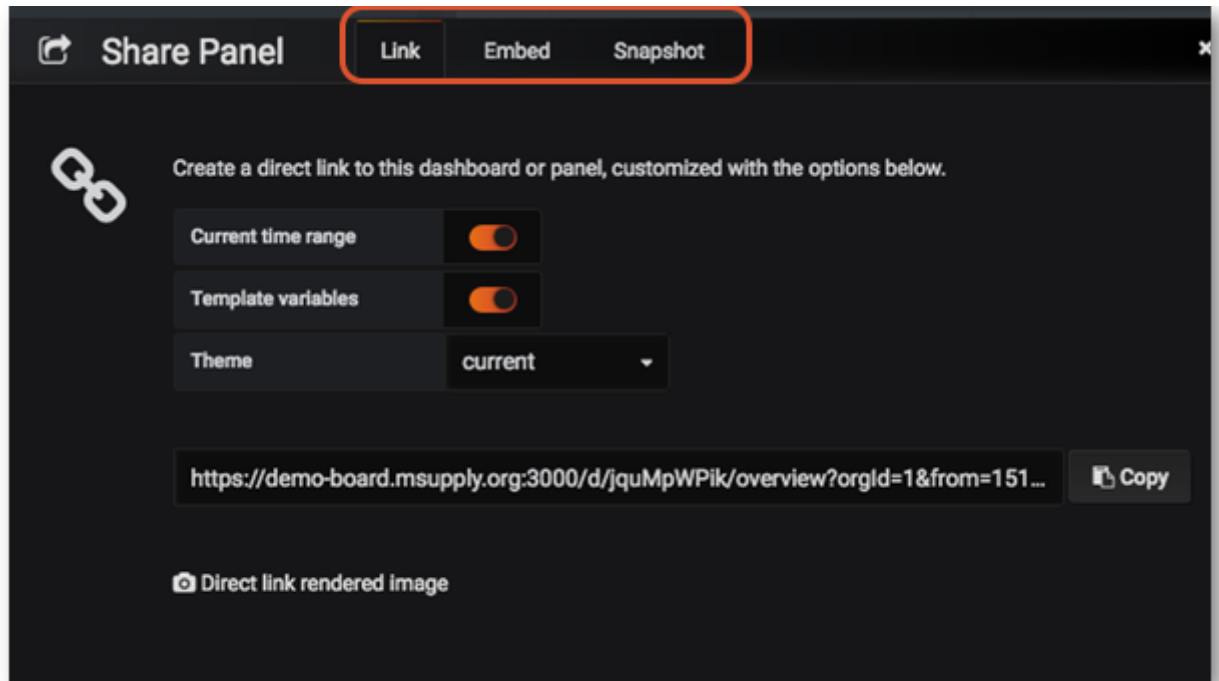 Share Panel Link Embed Snapshot
Create a direct link to this dashboard or panel, customized with the options below.
Current time range
Template variables
Theme current
https://demo-board.msupply.org:3000/d/jquMpWPik/overview?orgId=1&from=151... Copy
Direct link rendered image